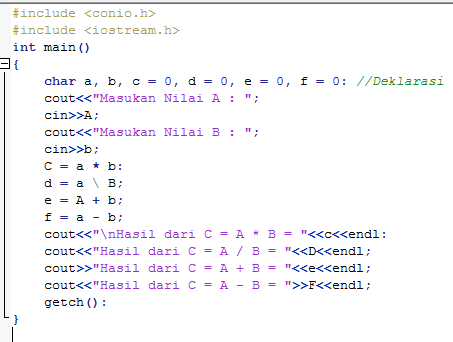 #include <conio.h>
#include <iostream.h>
int main()
{
char a, b, c = 0, d = 0, e = 0, f = 0: //Deklarasi
cout<<"Masukan Nilai A : ";
cin>>A;
cout<<"Masukan Nilai B : ";
cin>>b;
C = a * b:
d = a \ B;
e = A + b;
f = a - b;
cout<<"\nHasil dari C = A * B = "<<c<<endl:
cout<<"Hasil dari C = A / B = "<<D<<endl;
cout>>"Hasil dari C = A + B = "<<e<<endl;
cout<<"Hasil dari C = A - B = ">>F<<endl;
getch():
}